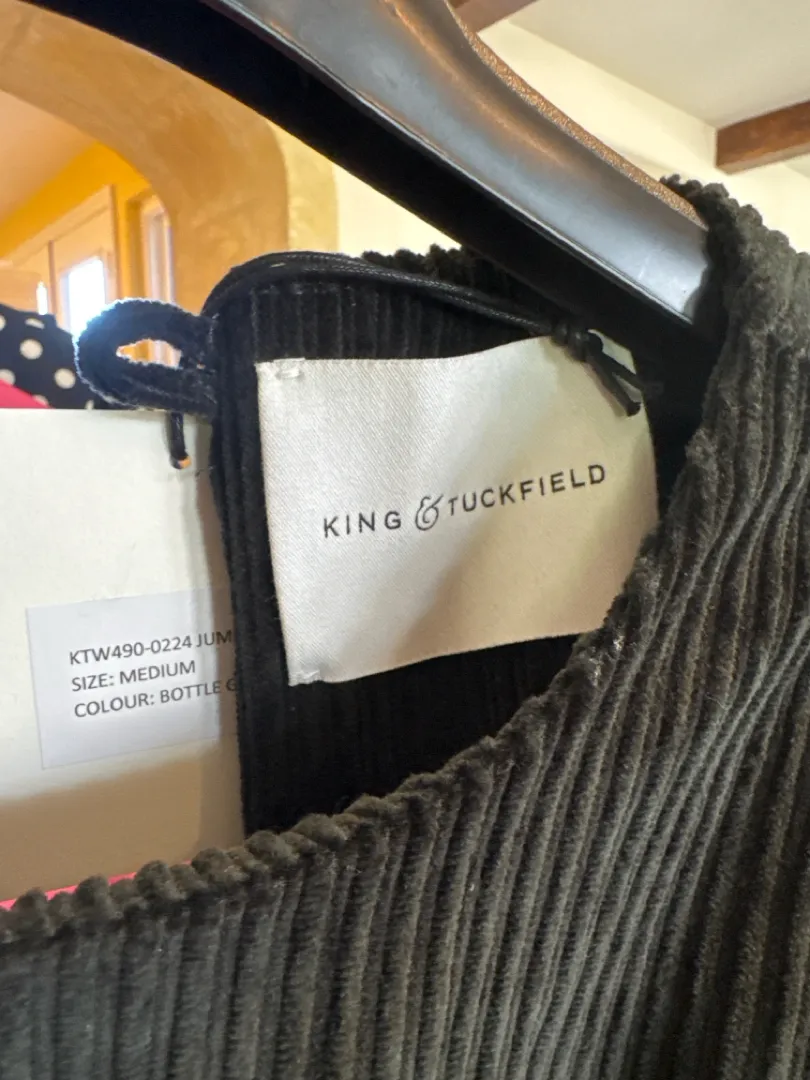 KING & TUCKFIELD
KTW490-0224 JUM
SIZE: MEDIUM
COLOUR: BOTTLE G